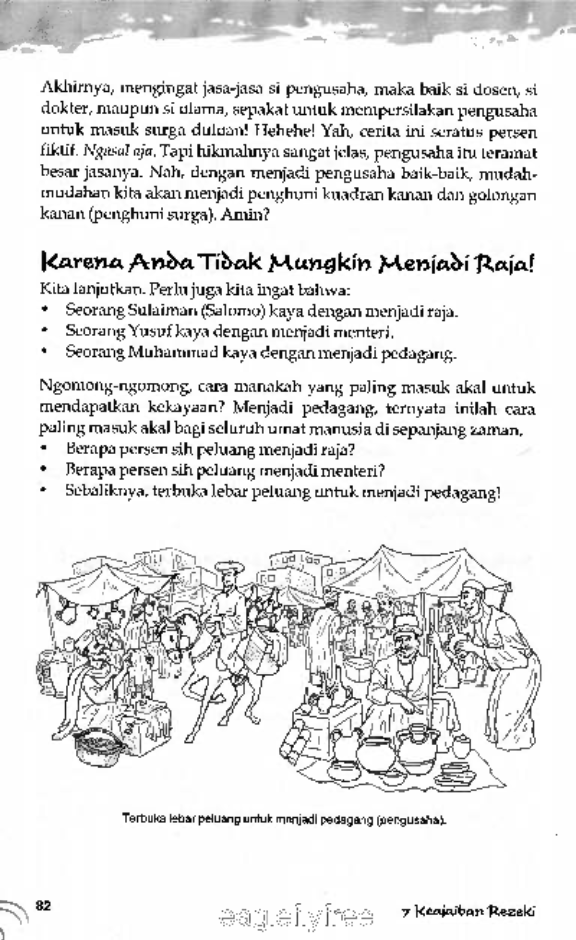 Akhirnya, mengingat jasa-jasa si pengusaha, maka baik si dosen, si
dokter, maupun si ulama, sepakat untuk mempersilakan pengusaha
untuk masuk surga duluan! Hehehe! Yah, cerita ini seratus persen
fiktif. Ngasal aja. Tapi hikmahnya sangat jelas, pengusaha itu teramat
besar jasanya. Nah, dengan menjadi pengusaha baik-baik, mudah-
mudahan kita akan menjadi penghuni kuadran kanan dan golongan
kanan (penghuni surga). Amin?
Karena Anda Tidak Mungkin Menjadi Raja!
Kita lanjutkan. Perlu juga kita ingat bahwa:
• Seorang Sulaiman (Salomo) kaya dengan menjadi raja.
• Seorang Yusuf kaya dengan menjadi menteri.
• Seorang Muhammad kaya dengan menjadi pedagang.
Ngomong-ngomong, cara manakah yang paling masuk akal untuk
mendapatkan kekayaan? Menjadi pedagang, ternyata inilah cara
paling masuk akal bagi seluruh umat manusia di sepanjang zaman.
• Berapa persen sih peluang menjadi raja?
• Berapa persen sih peluang menjadi menteri?
• Sebaliknya, terbuka lebar peluang untuk menjadi pedagang!
Terbuka lebar peluang untuk menjadi pedagang (pengusaha).
82
eagleflyfree
7 Keajaiban Rezeki